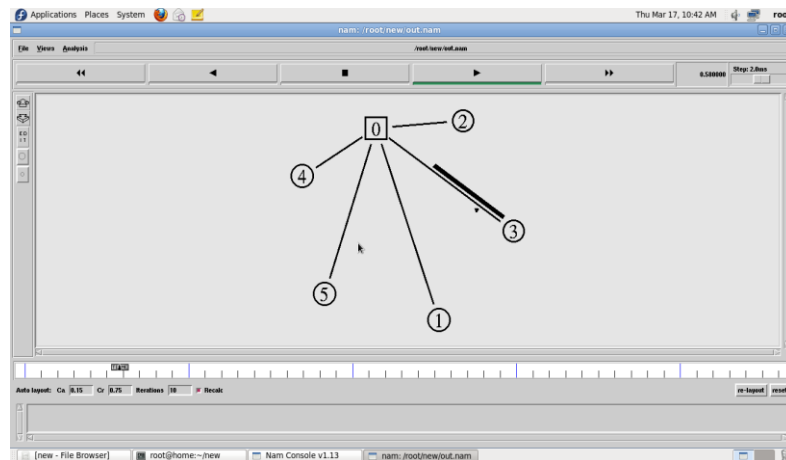 Applications Places System Thu Mar 17, 10:42 AM roo
nam: /root/new/out.nam
File Views Analysis /root/new/out.nam
0.580000 Step: 2.0ms
0
2
4
3
5
1
Auto layout: Ca 0.15 Cr 0.75 Iterations 10 Recalc re-layout reset
[new - File Browser] root@home:~/new Nam Console v1.13 nam: /root/new/out.nam